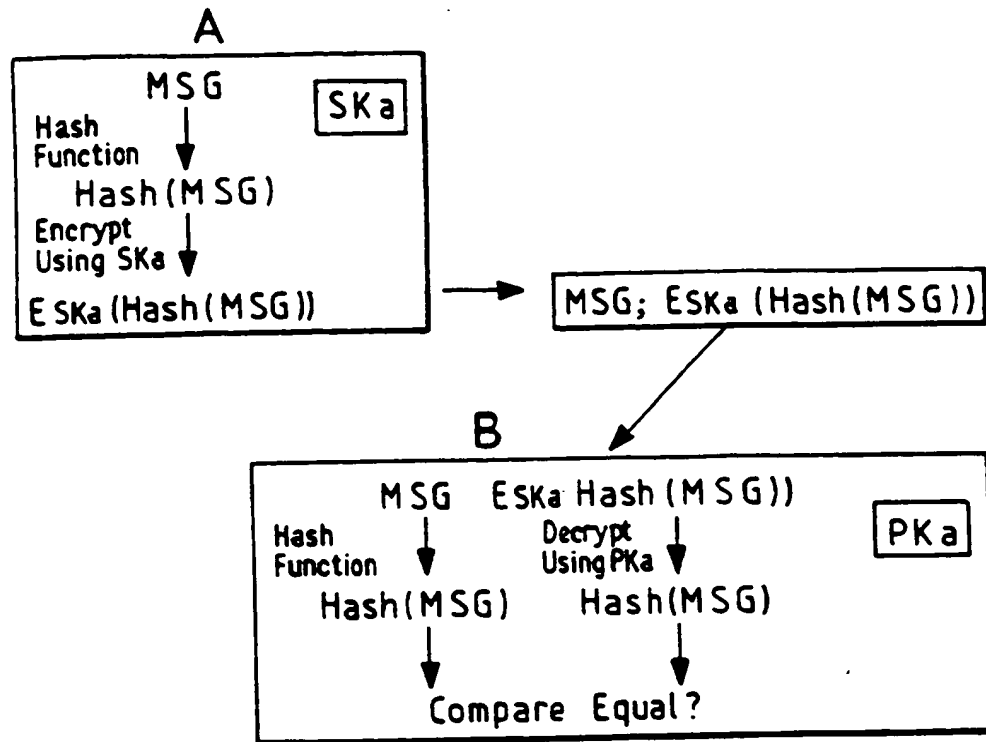 A
MSG
SKa
Hash
Function
Hash(MSG)
Encrypt
Using SKa
ESKa(Hash(MSG))
MSG; ESKa (Hash(MSG))
B
MSG ESKa Hash(MSG))
PKa
Hash
Function
Decrypt
Using PKa
Hash(MSG) Hash(MSG)
Compare Equal?